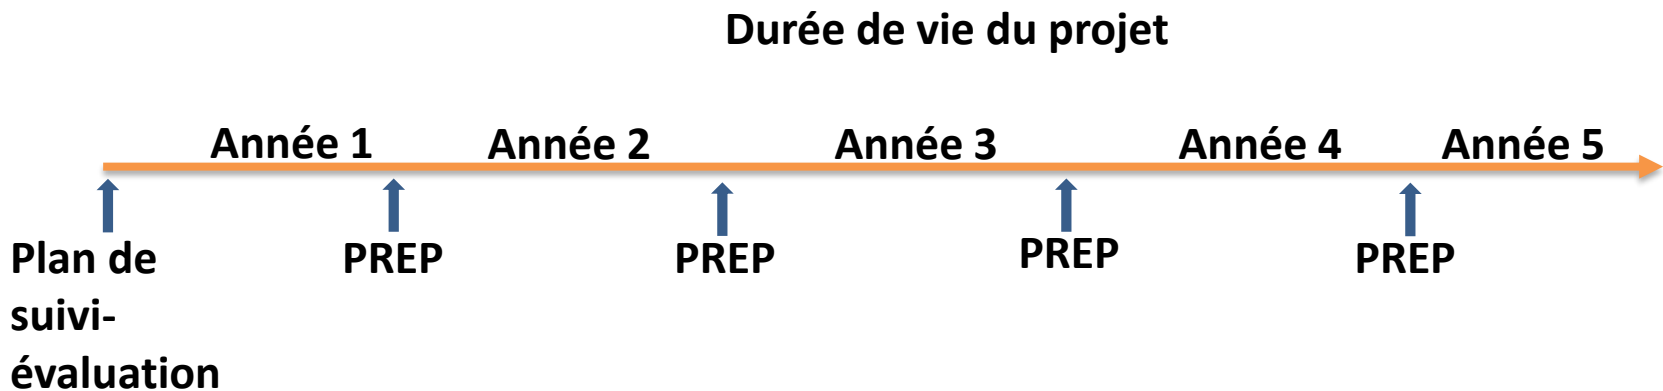 Durée de vie du projet
Année 1
Année 2
Année 3
Année 4
Année 5
Plan de
suivi-
évaluation
PREP
PREP
PREP
PREP